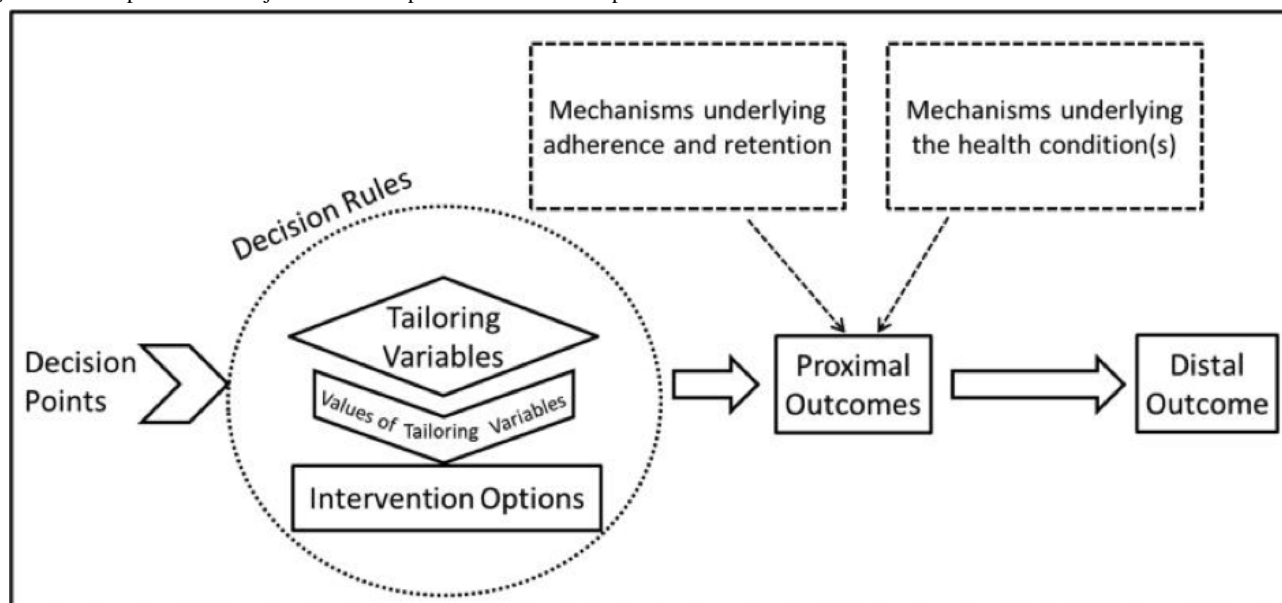 Mechanisms underlying
adherence and retention
Mechanisms underlying
the health condition(s)
Decision Rules
Decision
Points
Tailoring
Variables
Values of Tailoring Variables
Intervention Options
Proximal
Outcomes
Distal
Outcome